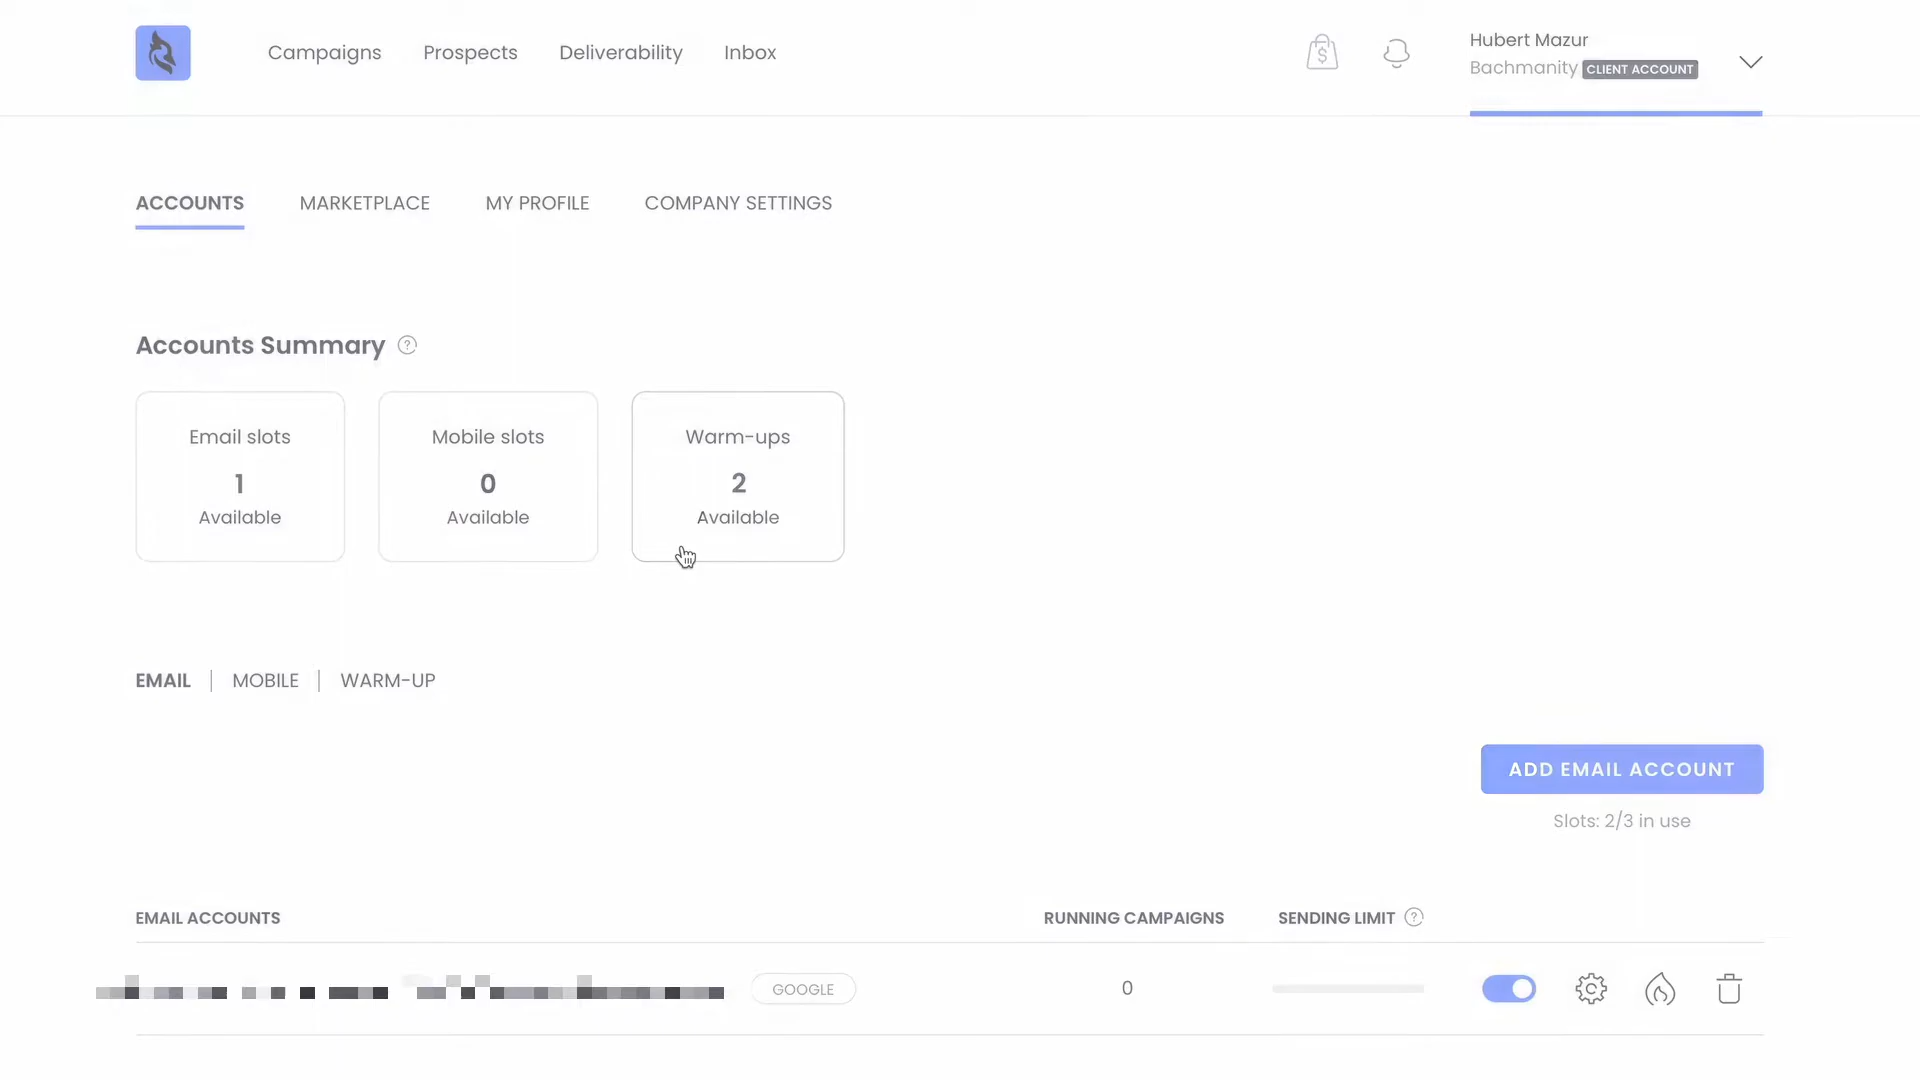 Campaigns
Prospects
Deliverability
Inbox
$
Hubert Mazur
Bachmanity CLIENT ACCOUNT
ACCOUNTS
MARKETPLACE
MY PROFILE
COMPANY SETTINGS
Accounts Summary ?
Email slots
1
Available
Mobile slots
0
Available
Warm-ups
2
Available
EMAIL | MOBILE | WARM-UP
ADD EMAIL ACCOUNT
Slots: 2/3 in use
EMAIL ACCOUNTS
RUNNING CAMPAIGNS
SENDING LIMIT ?
GOOGLE
0